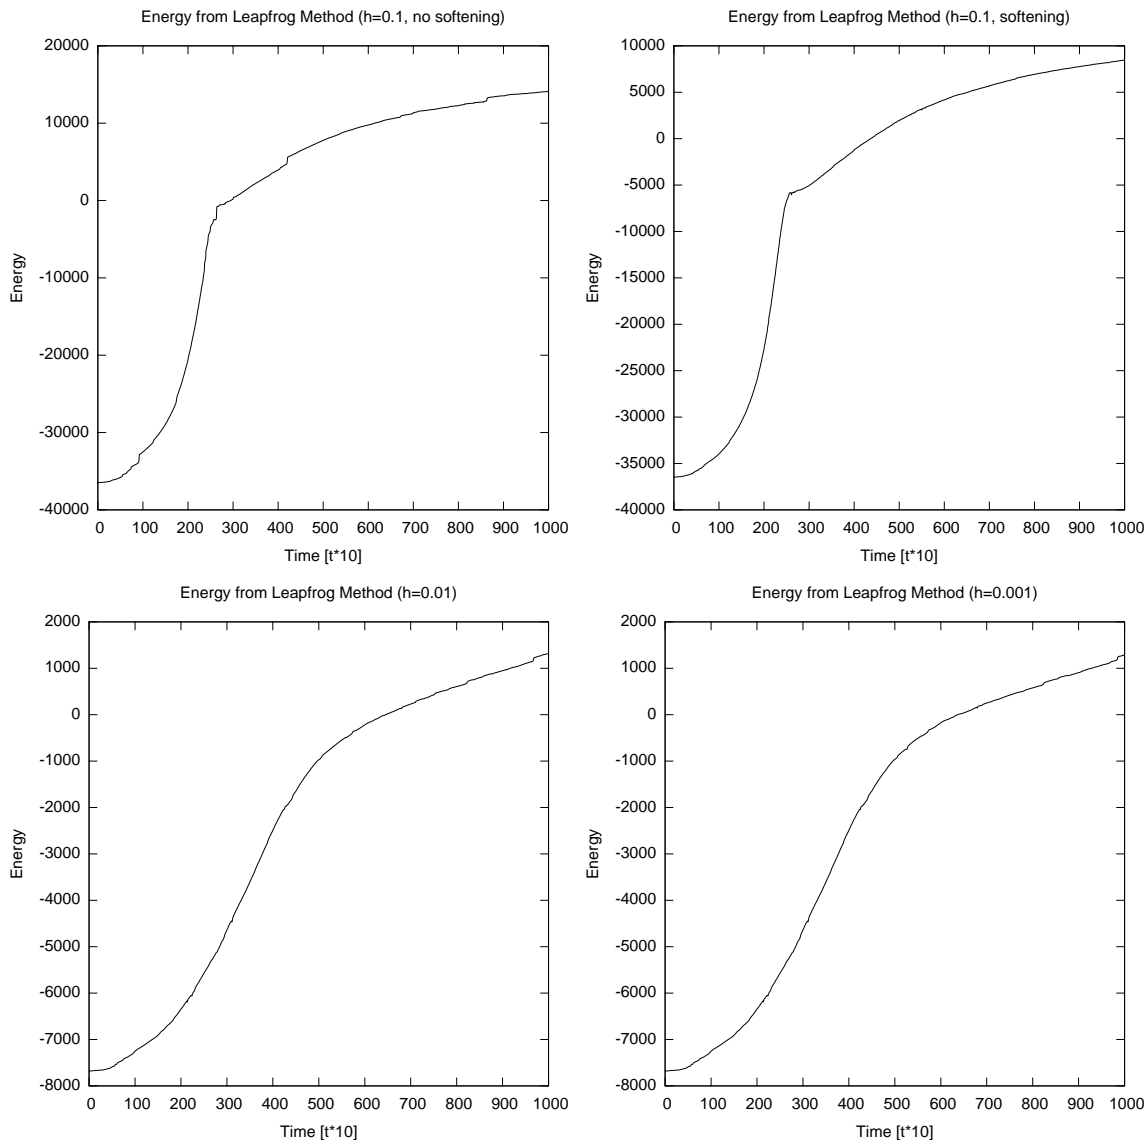 Energy from Leapfrog Method (h=0.1, no softening)
20000
10000
0
-10000
-20000
-30000
-40000
Energy
0 100 200 300 400 500 600 700 800 900 1000
Time [t*10]
Energy from Leapfrog Method (h=0.1, softening)
10000
5000
0
-5000
-10000
-15000
-20000
-25000
-30000
-35000
-40000
Energy
0 100 200 300 400 500 600 700 800 900 1000
Time [t*10]
Energy from Leapfrog Method (h=0.01)
2000
1000
0
-1000
-2000
-3000
-4000
-5000
-6000
-7000
-8000
Energy
0 100 200 300 400 500 600 700 800 900 1000
Time [t*10]
Energy from Leapfrog Method (h=0.001)
2000
1000
0
-1000
-2000
-3000
-4000
-5000
-6000
-7000
-8000
Energy
0 100 200 300 400 500 600 700 800 900 1000
Time [t*10]